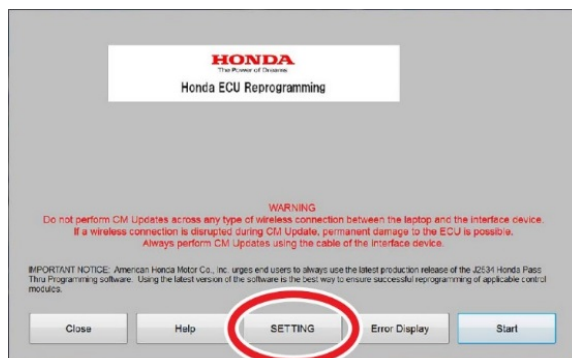 HONDA
The Power of Dreams
Honda ECU Reprogramming
WARNING
Do not perform CM Updates across any type of wireless connection between the laptop and the interface device.
If a wireless connection is disrupted during CM Update, permanent damage to the ECU is possible.
Always perform CM Updates using the cable of the interface device.
IMPORTANT NOTICE: American Honda Motor Co., Inc. urges end users to always use the latest production release of the J2534 Honda Pass
Thru Programming software. Using the latest version of the software is the best way to ensure successful reprogramming of applicable control
modules.
Close Help SETTING Error Display Start